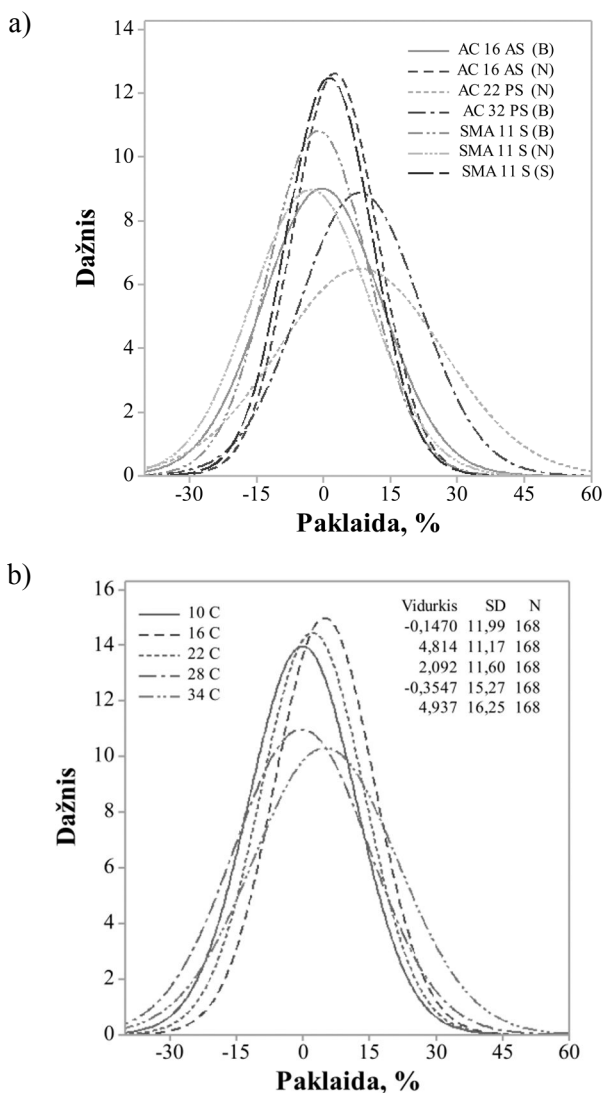 a)
14
12
10
8
6
4
2
0
Dažnis
AC 16 AS (B)
AC 16 AS (N)
AC 22 PS (N)
AC 32 PS (B)
SMA 11 S (B)
SMA 11 S (N)
SMA 11 S (S)
-30 -15 0 15 30 45 60
Paklaida, %
b)
16
14
12
10
8
6
4
2
0
Dažnis
10 C
16 C
22 C
28 C
34 C
Vidurkis SD N
-0,1470 11,99 168
4,814 11,17 168
2,092 11,60 168
-0,3547 15,27 168
4,937 16,25 168
-30 -15 0 15 30 45 60
Paklaida, %